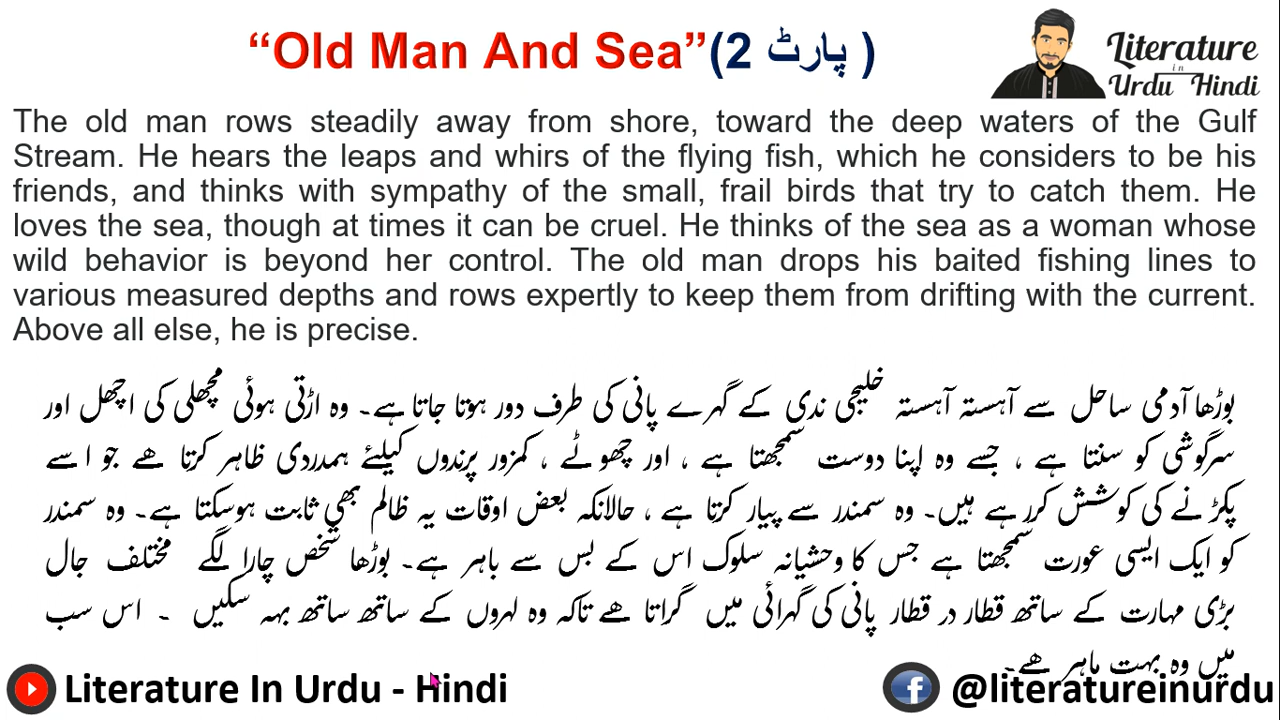 “Old Man And Sea”(پارٹ 2 )
Literature
in
Urdu Hindi
The old man rows steadily away from shore, toward the deep waters of the Gulf
Stream. He hears the leaps and whirs of the flying fish, which he considers to be his
friends, and thinks with sympathy of the small, frail birds that try to catch them. He
loves the sea, though at times it can be cruel. He thinks of the sea as a woman whose
wild behavior is beyond her control. The old man drops his baited fishing lines to
various measured depths and rows expertly to keep them from drifting with the current.
Above all else, he is precise.
بوڑھا آدمی ساحل سے آہستہ آہستہ خلیجی ندی کے گہرے پانی کی طرف دور ہوتا جاتا ہے۔ وہ اڑتی ہوئی مچھلی کی اچھل اور
سرگوشی کو سنتا ہے ، جسے وہ اپنا دوست سمجھتا ہے ، اور چھوٹے ، کمزور پرندوں کیلئے ہمدردی ظاہر کرتا ھے جو اسے
پکڑنے کی کوشش کررہے ہیں۔ وہ سمندر سے پیار کرتا ہے ، حالانکہ بعض اوقات یہ ظالم بھی ثابت ہوسکتا ہے۔ وہ سمندر
کو ایک ایسی عورت سمجھتا ہے جس کا وحشیانہ سلوک اس کے بس سے باہر ہے۔ بوڑھا شخص چارا لگے مختلف جال
بڑی مہارت کے ساتھ قطار در قطار پانی کی گہرائی میں گراتا ھے تاکہ وہ لہروں کے ساتھ ساتھ بہہ سکیں ۔ اس سب
میں وہ بہت ماہر ھے۔
Literature In Urdu - Hindi
@literatureinurdu